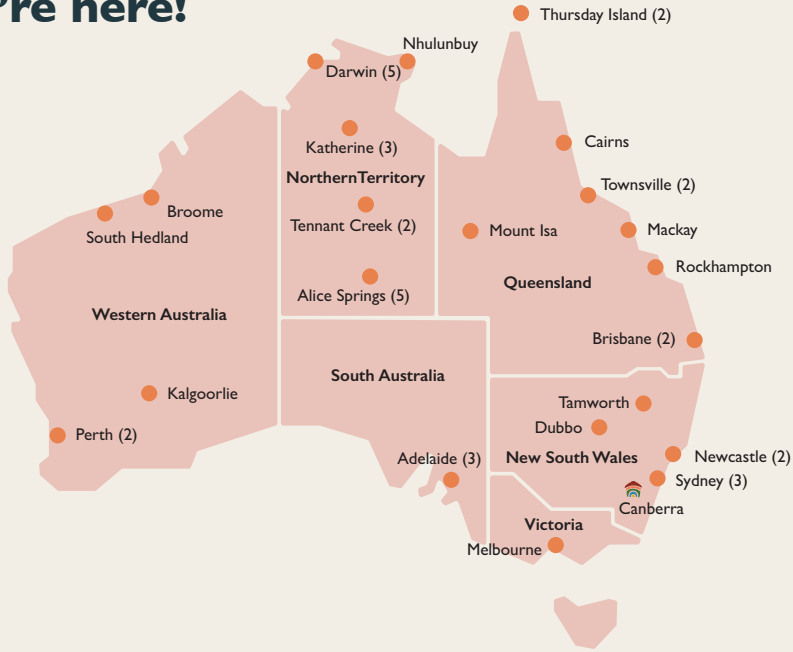 ’re here!
Thursday Island (2)
Nhulunbuy
Darwin (5)
Cairns
Katherine (3)
Northern Territory
Townsville (2)
Broome
Tennant Creek (2)
Mount Isa
Mackay
South Hedland
Rockhampton
Queensland
Alice Springs (5)
Western Australia
Brisbane (2)
South Australia
Kalgoorlie
Tamworth
Dubbo
Perth (2)
Adelaide (3)
New South Wales
Newcastle (2)
Sydney (3)
Canberra
Victoria
Melbourne